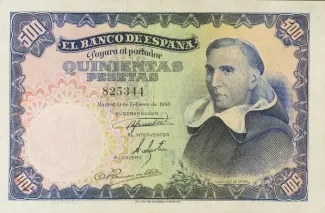 500
500
EL BANCO DE ESPAÑA
Pagará al portador
QUINIENTAS
PESETAS
825344
Madrid
de Febrero de 1946
EL GOBERNADOR
EL INTERVENTOR
EL CAJERO
500
500